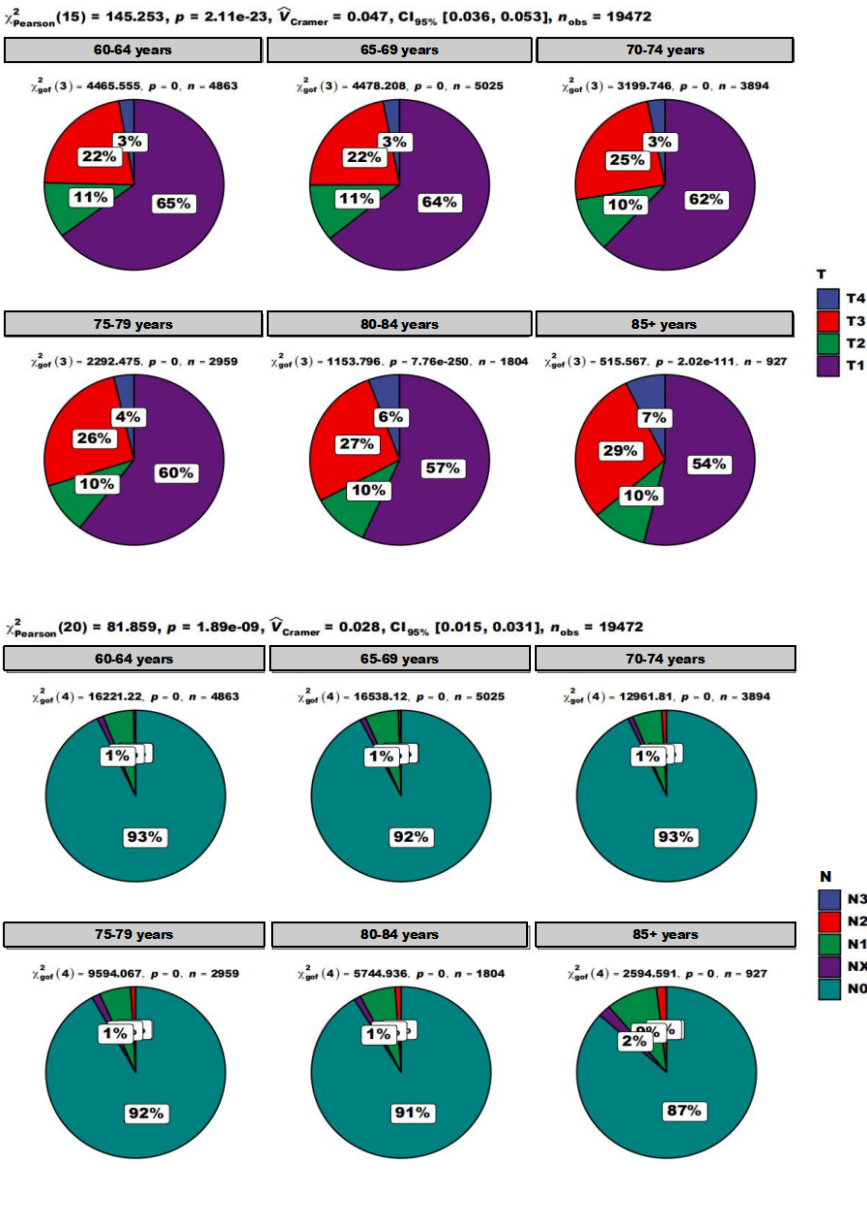 χ²Pearson(15) = 145.253, p = 2.11e-23, V̂Cramer = 0.047, CI95% [0.036, 0.053], nobs = 19472
60-64 years 65-69 years 70-74 years
χ²gof (3) = 4465.555, p = 0, n = 4863 χ²gof (3) = 4478.208, p = 0, n = 5025 χ²gof (3) = 3199.746, p = 0, n = 3894
3% 3% 3%
22% 22% 25%
11% 65% 11% 64% 10% 62%
T
T4
T3
T2
T1
75-79 years 80-84 years 85+ years
χ²gof (3) = 2292.475, p = 0, n = 2959 χ²gof (3) = 1153.796, p = 7.76e-250, n = 1804 χ²gof (3) = 515.567, p = 2.02e-111, n = 927
4% 6% 7%
26% 27% 29%
10% 60% 10% 57% 10% 54%
χ²Pearson(20) = 81.859, p = 1.89e-09, V̂Cramer = 0.028, CI95% [0.015, 0.031], nobs = 19472
60-64 years 65-69 years 70-74 years
χ²gof (4) = 16221.22, p = 0, n = 4863 χ²gof (4) = 16538.12, p = 0, n = 5025 χ²gof (4) = 12961.81, p = 0, n = 3894
1% 1% 1%
93% 92% 93%
N
N3
N2
N1
NX
N0
75-79 years 80-84 years 85+ years
χ²gof (4) = 9594.067, p = 0, n = 2959 χ²gof (4) = 5744.936, p = 0, n = 1804 χ²gof (4) = 2594.591, p = 0, n = 927
1% 1% 2%
92% 91% 87%